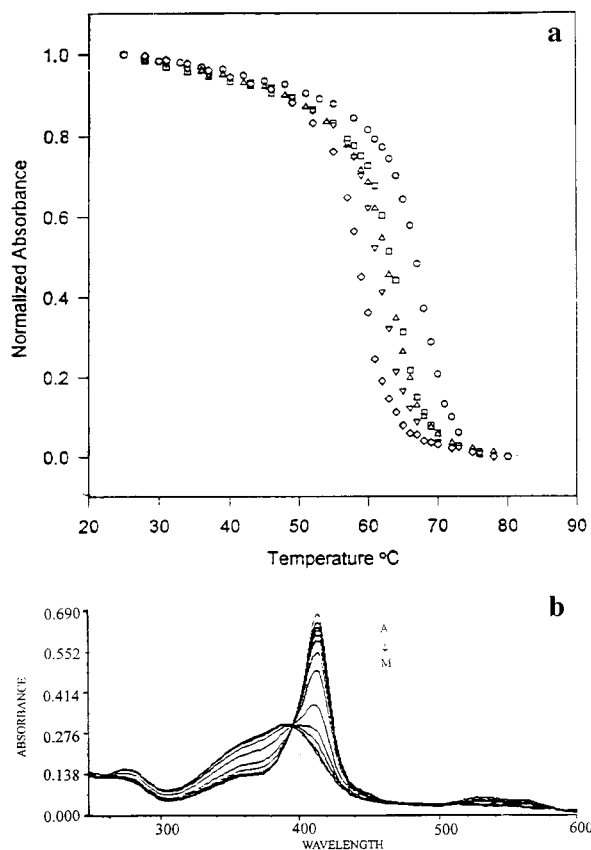 a
1.0
0.8
0.6
0.4
0.2
0.0
Normalized Absorbance
20 30 40 50 60 70 80 90
Temperature °C
b
0.690
0.552
0.414
0.276
0.138
0.000
ABSORBANCE
A
↓
M
300 400 500 600
WAVELENGTH